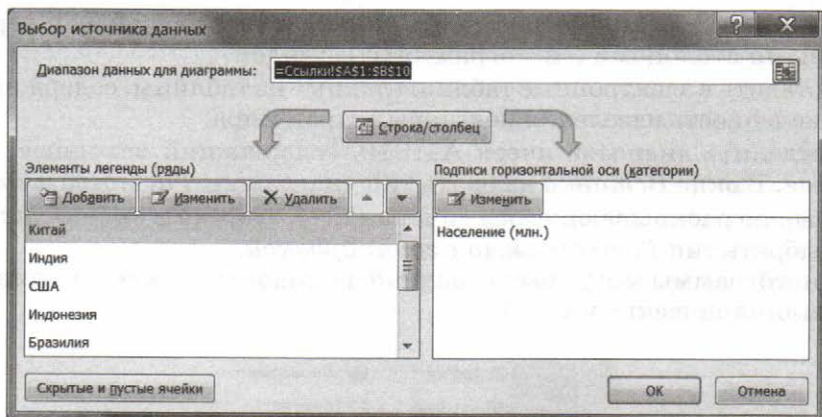 Выбор источника данных
Диапазон данных для диаграммы: =Ссылки!$A$1:$B$10
Строка/столбец
Элементы легенды (ряды)
Подписи горизонтальной оси (категории)
Добавить Изменить Удалить
Изменить
Китай
Население (млн.)
Индия
США
Индонезия
Бразилия
Скрытые и пустые ячейки
ОК Отмена